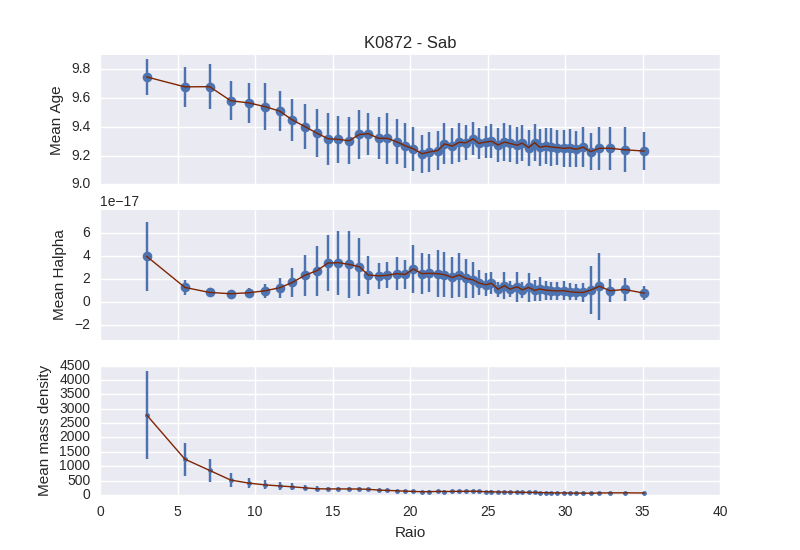 K0872 - Sab
9.8
9.6
9.4
9.2
9.0
Mean Age
1e−17
6
4
2
0
−2
Mean Halpha
4500
4000
3500
3000
2500
2000
1500
1000
500
0
Mean mass density
0 5 10 15 20 25 30 35 40
Raio